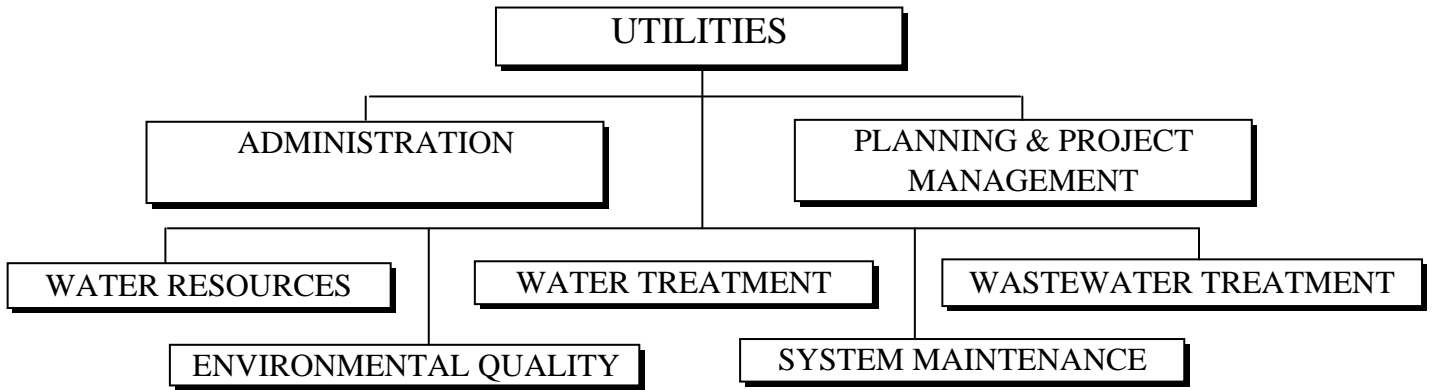 UTILITIES
ADMINISTRATION
PLANNING & PROJECT
MANAGEMENT
WATER RESOURCES
WATER TREATMENT
WASTEWATER TREATMENT
ENVIRONMENTAL QUALITY
SYSTEM MAINTENANCE